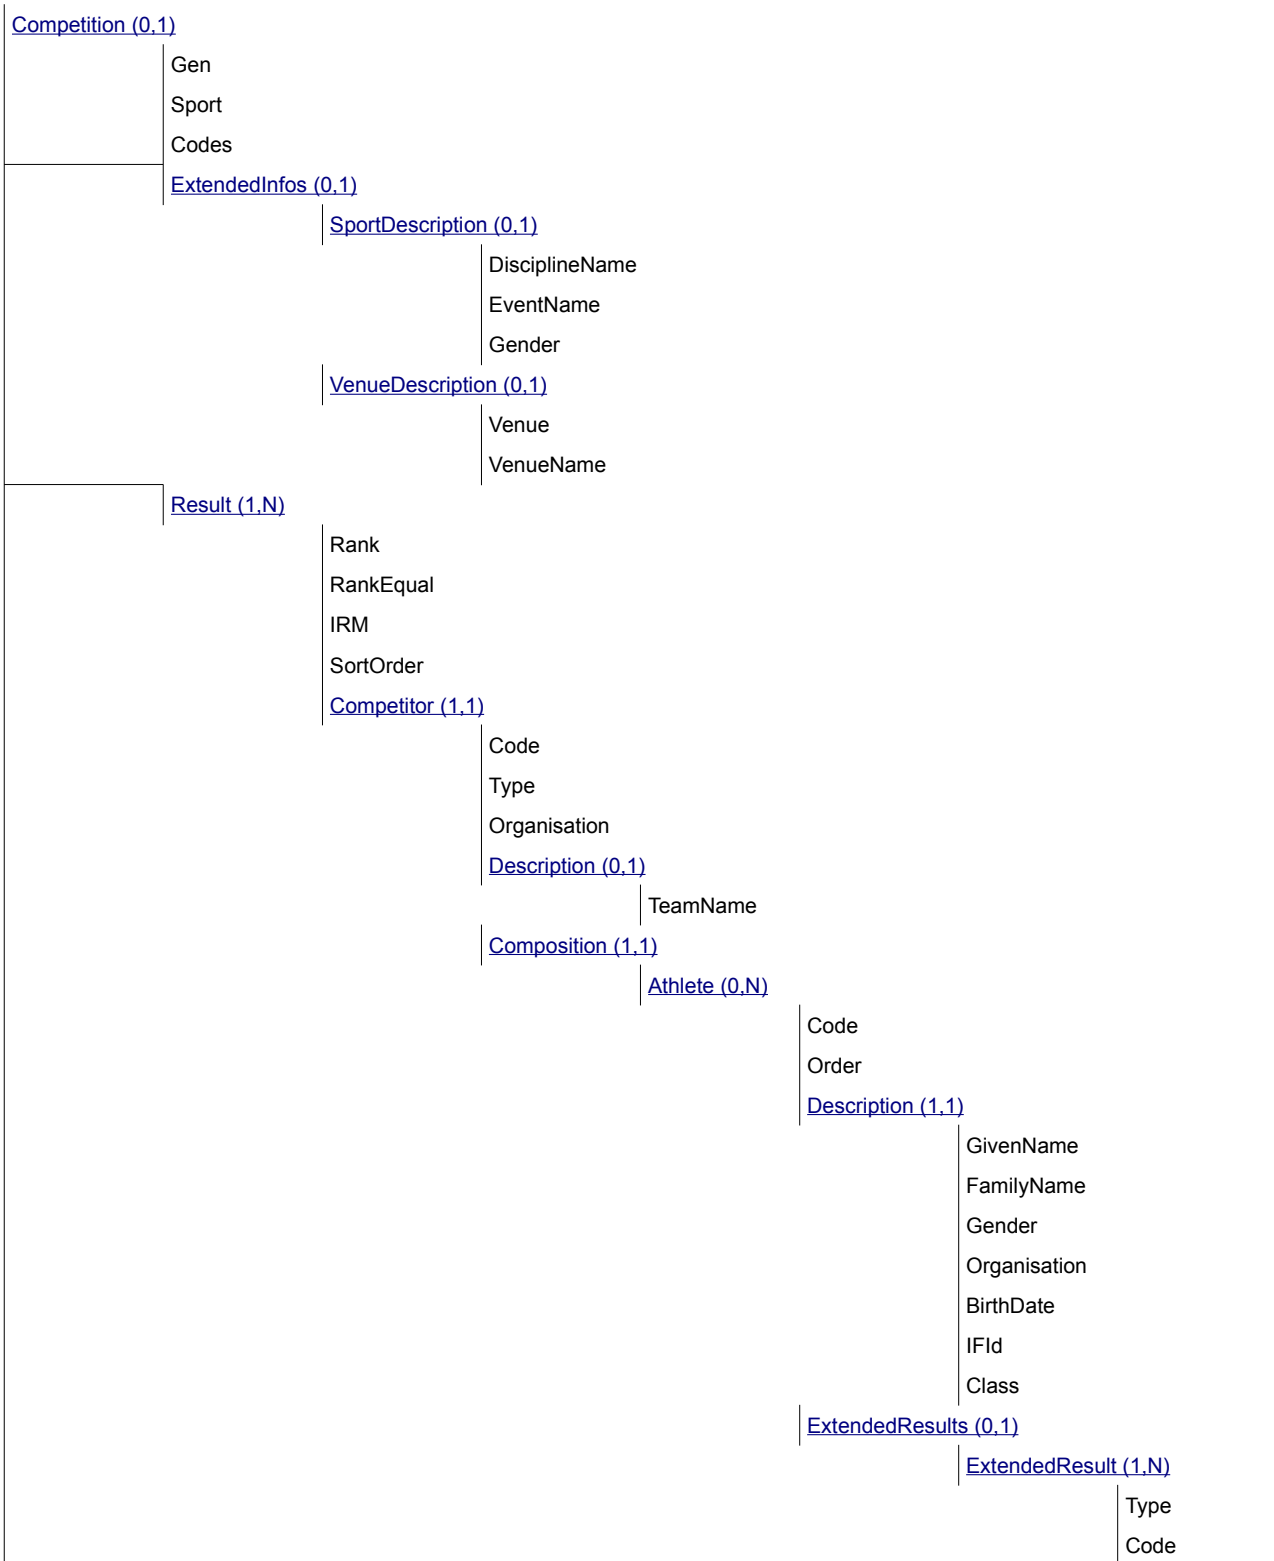 Competition (0,1)
Gen
Sport
Codes
ExtendedInfos (0,1)
SportDescription (0,1)
DisciplineName
EventName
Gender
VenueDescription (0,1)
Venue
VenueName
Result (1,N)
Rank
RankEqual
IRM
SortOrder
Competitor (1,1)
Code
Type
Organisation
Description (0,1)
TeamName
Composition (1,1)
Athlete (0,N)
Code
Order
Description (1,1)
GivenName
FamilyName
Gender
Organisation
BirthDate
IFId
Class
ExtendedResults (0,1)
ExtendedResult (1,N)
Type
Code